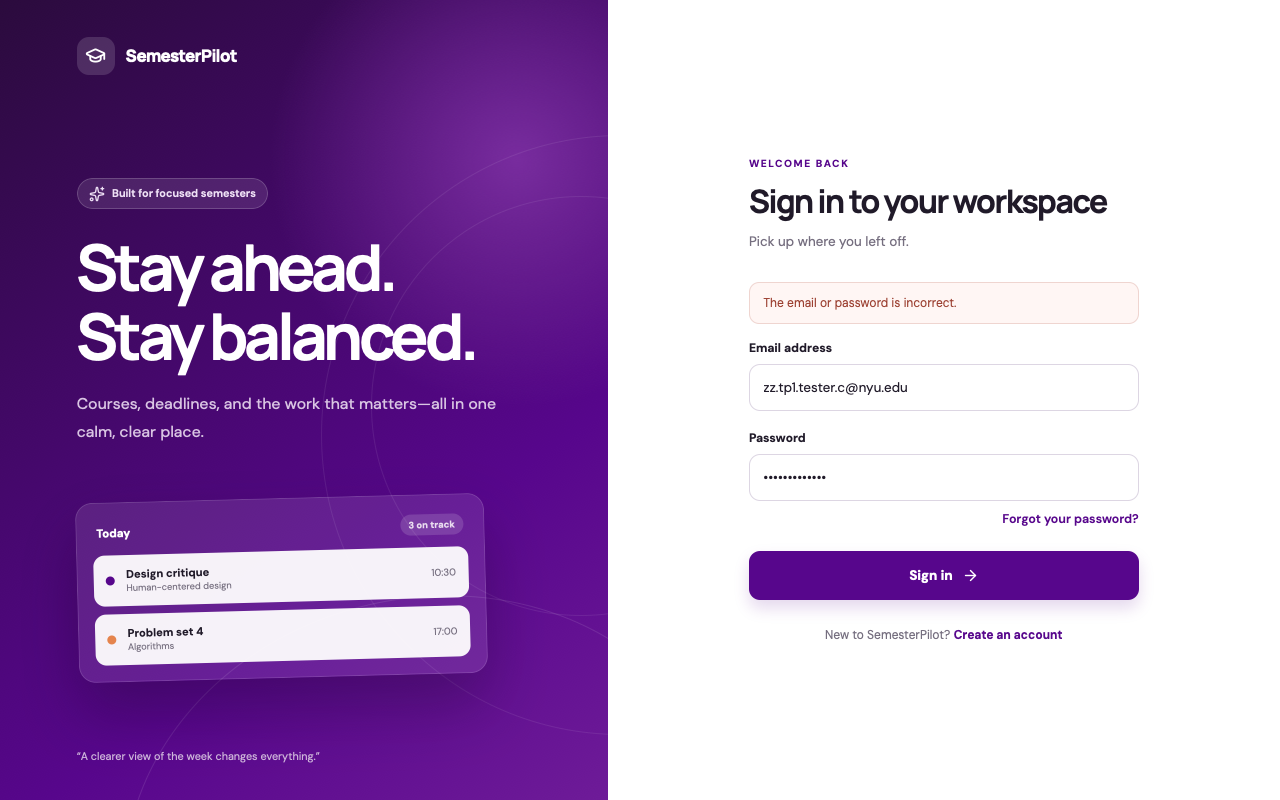 SemesterPilot
Built for focused semesters
Stay ahead.
Stay balanced.
Courses, deadlines, and the work that matters—all in one
calm, clear place.
Today
3 on track
Design critique
Human-centered design
10:30
Problem set 4
Algorithms
17:00
“A clearer view of the week changes everything.”
WELCOME BACK
Sign in to your workspace
Pick up where you left off.
The email or password is incorrect.
Email address
zz.tp1.tester.c@nyu.edu
Password
•••••••••••••
Forgot your password?
Sign in
New to SemesterPilot? Create an account